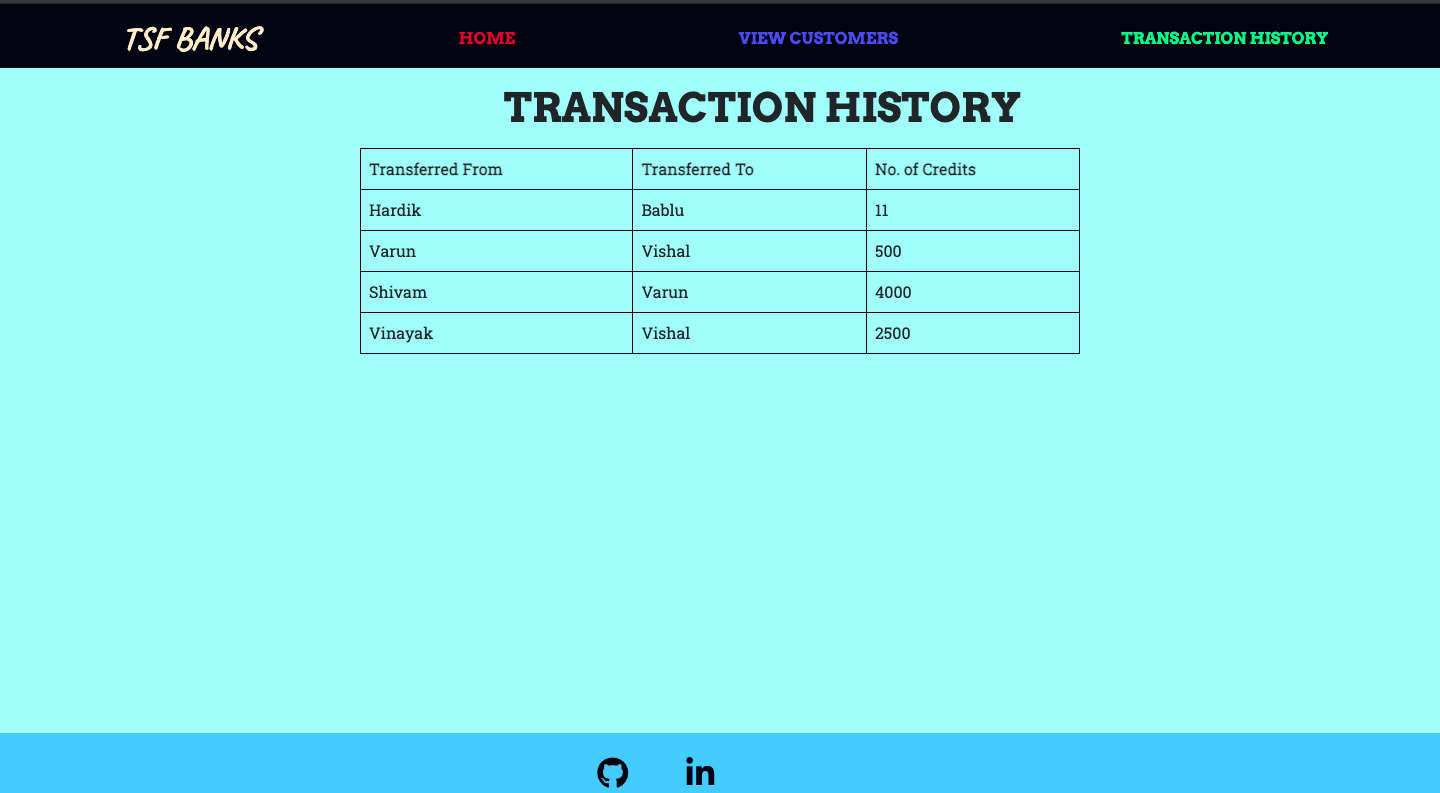 TSF BANKS HOME VIEW CUSTOMERS TRANSACTION HISTORY
TRANSACTION HISTORY
Transferred From Transferred To No. of Credits
Hardik Bablu 11
Varun Vishal 500
Shivam Varun 4000
Vinayak Vishal 2500
in